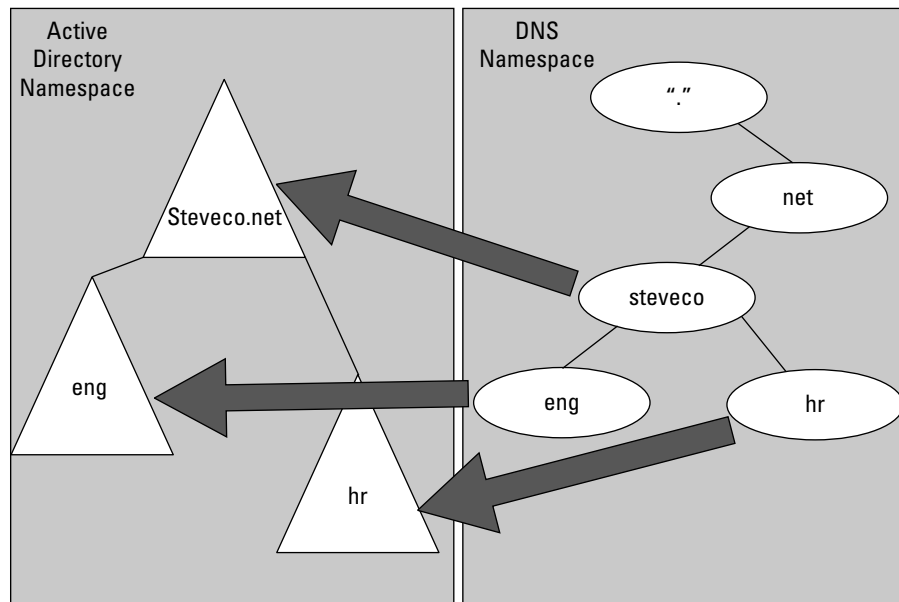 Active
Directory
Namespace
Steveco.net
eng
hr
DNS
Namespace
“.”
net
steveco
eng
hr